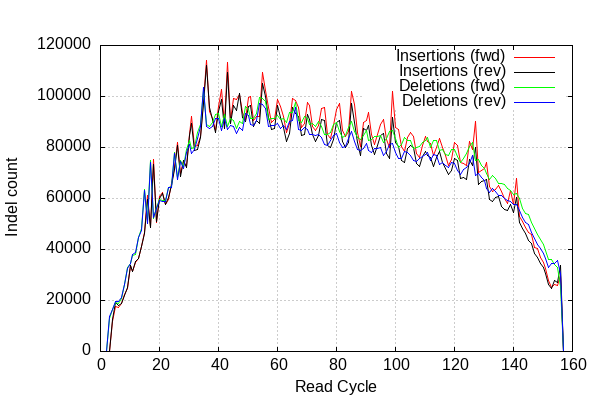 120000
100000
80000
60000
40000
20000
0
Indel count
Insertions (fwd)
Insertions (rev)
Deletions (fwd)
Deletions (rev)
0 20 40 60 80 100 120 140 160
Read Cycle